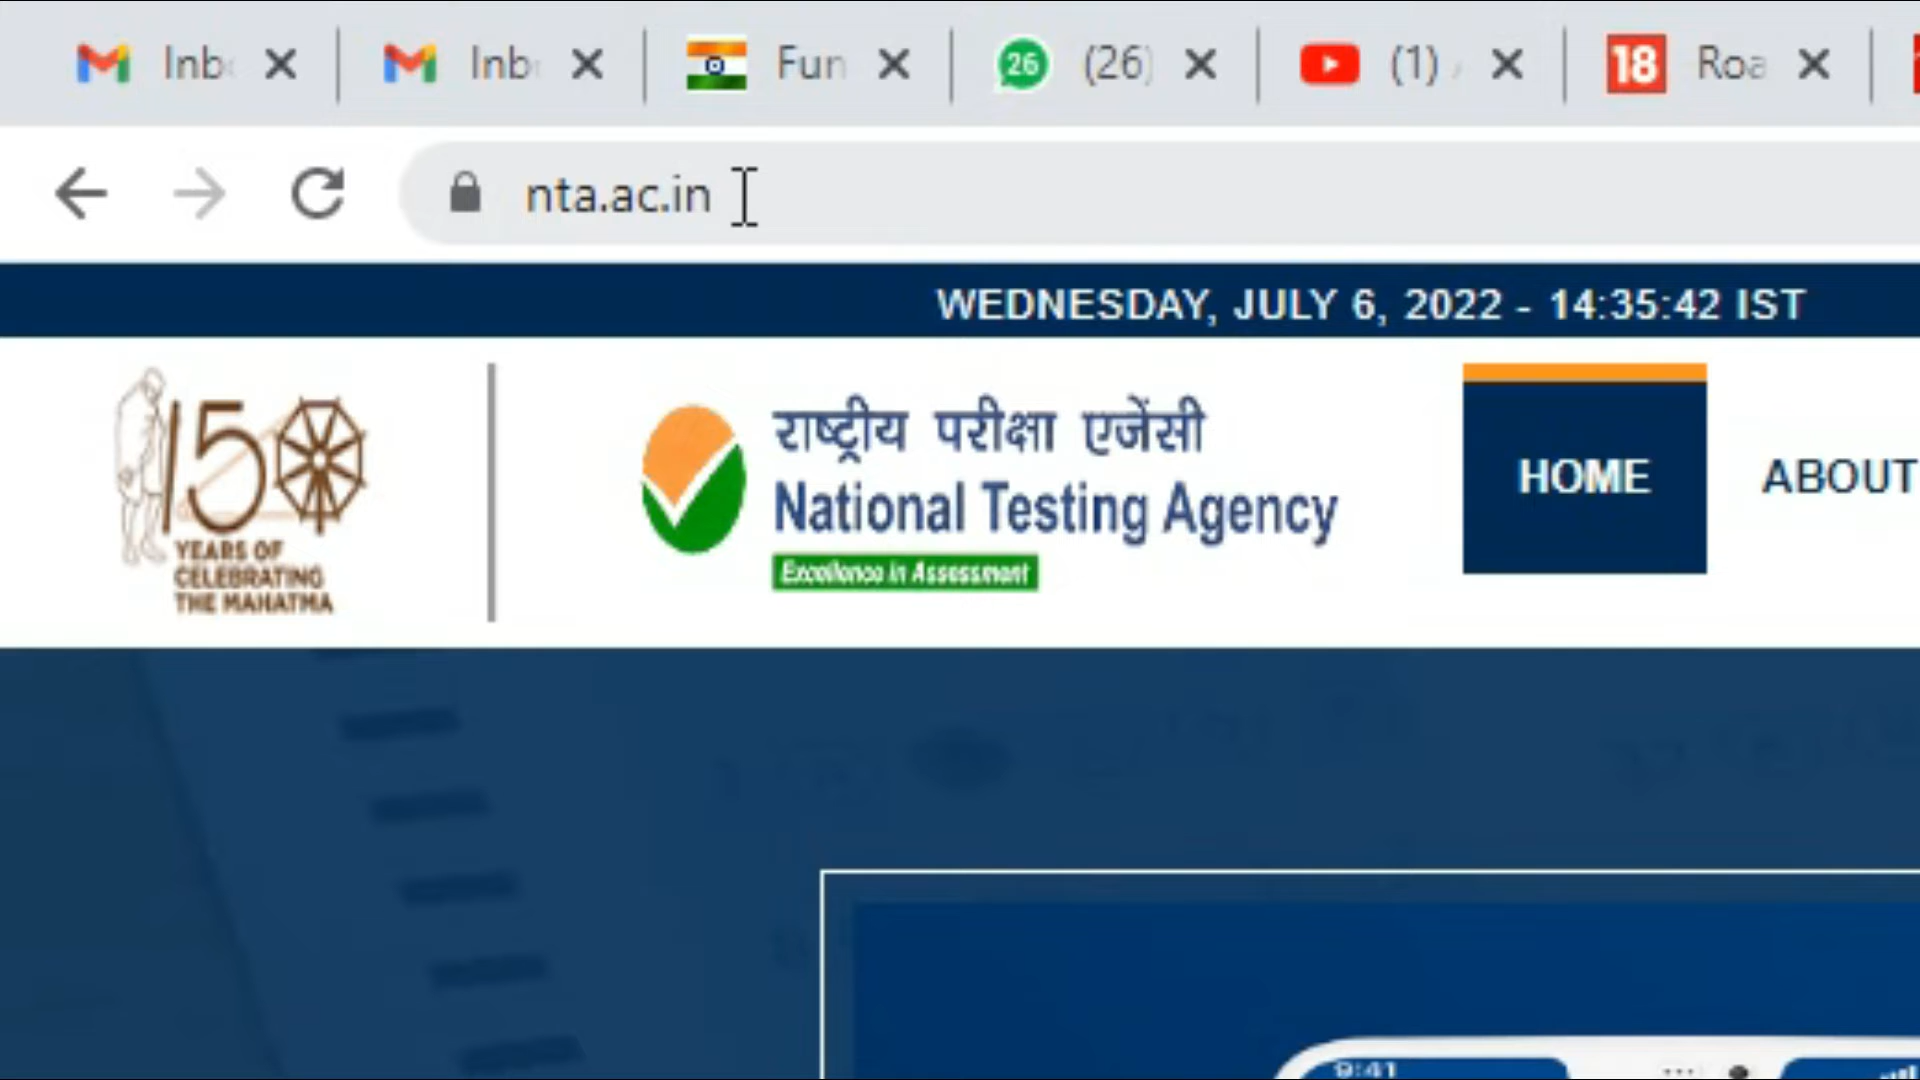 Inb
Inb
Fun
26
(26)
(1)
18
Roa
nta.ac.in
WEDNESDAY, JULY 6, 2022 - 14:35:42 IST
150
YEARS OF
CELEBRATING
THE MAHATMA
राष्ट्रीय परीक्षा एजेंसी
National Testing Agency
Excellence in Assessment
HOME
ABOUT
9:41